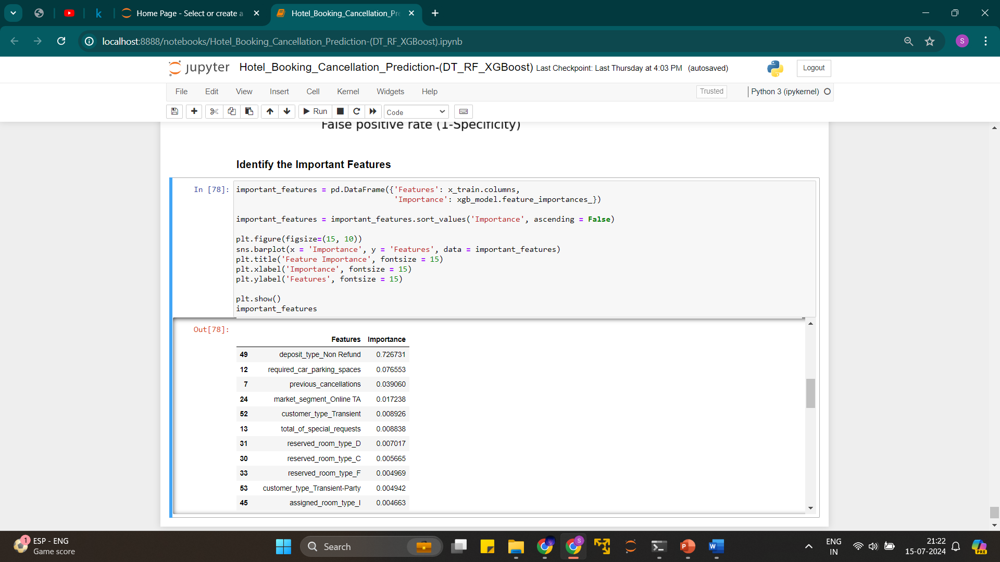 Home Page - Select or create a
Hotel_Booking_Cancellation_Pre
localhost:8888/notebooks/Hotel_Booking_Cancellation_Prediction-(DT_RF_XGBoost).ipynb
S
jupyter Hotel_Booking_Cancellation_Prediction-(DT_RF_XGBoost) Last Checkpoint: Last Thursday at 4:03 PM (autosaved)
Logout
File Edit View Insert Cell Kernel Widgets Help
Trusted
Python 3 (ipykernel)
Run
Code
False positive rate (1-Specificity)
Identify the Important Features
In [78]:
important_features = pd.DataFrame({'Features': x_train.columns,
'Importance': xgb_model.feature_importances_})
important_features = important_features.sort_values('Importance', ascending = False)
plt.figure(figsize=(15, 10))
sns.barplot(x = 'Importance', y = 'Features', data = important_features)
plt.title('Feature Importance', fontsize = 15)
plt.xlabel('Importance', fontsize = 15)
plt.ylabel('Features', fontsize = 15)
plt.show()
important_features
Out[78]:
Features Importance
49 deposit_type_Non Refund 0.726731
12 required_car_parking_spaces 0.076553
7 previous_cancellations 0.039060
24 market_segment_Online TA 0.017238
52 customer_type_Transient 0.008926
13 total_of_special_requests 0.008838
31 reserved_room_type_D 0.007017
30 reserved_room_type_C 0.005665
33 reserved_room_type_F 0.004969
53 customer_type_Transient-Party 0.004942
45 assigned_room_type_I 0.004663
1
ESP - ENG
Game score
Search
S
P
W
ENG
IN
21:22
15-07-2024
PRE